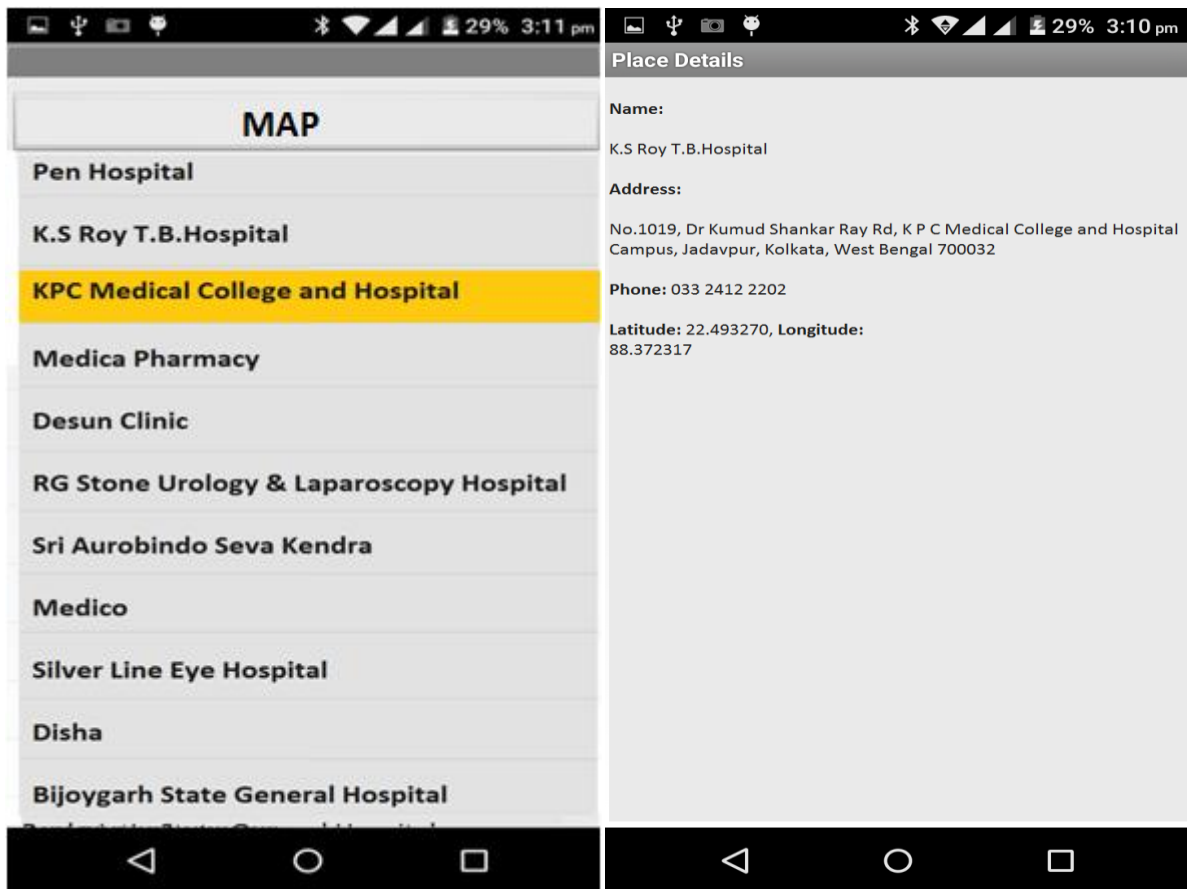 29% 3:11 pm
MAP
Pen Hospital
K.S Roy T.B.Hospital
KPC Medical College and Hospital
Medica Pharmacy
Desun Clinic
RG Stone Urology & Laparoscopy Hospital
Sri Aurobindo Seva Kendra
Medico
Silver Line Eye Hospital
Disha
Bijoygarh State General Hospital
29% 3:10 pm
Place Details
Name:
K.S Roy T.B.Hospital
Address:
No.1019, Dr Kumud Shankar Ray Rd, K P C Medical College and Hospital
Campus, Jadavpur, Kolkata, West Bengal 700032
Phone: 033 2412 2202
Latitude: 22.493270, Longitude:
88.372317